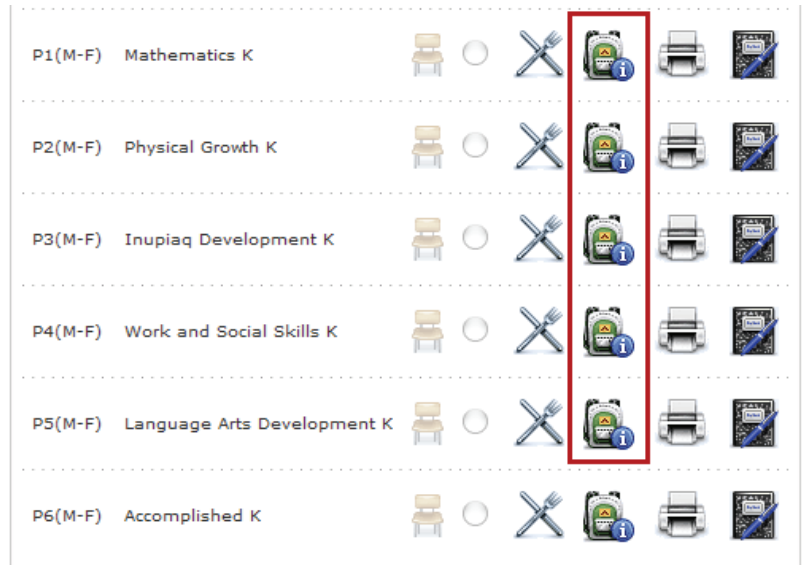 P1(M-F) Mathematics K
P2(M-F) Physical Growth K
P3(M-F) Inupiaq Development K
P4(M-F) Work and Social Skills K
P5(M-F) Language Arts Development K
P6(M-F) Accomplished K